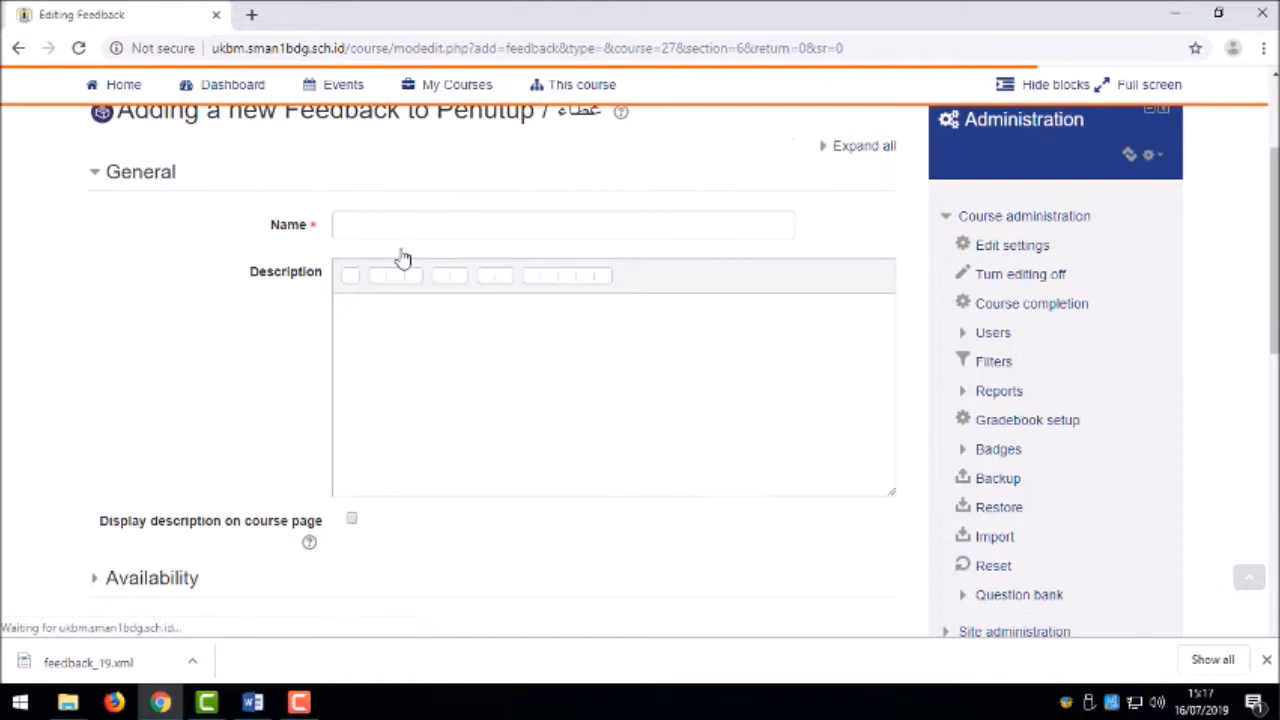 Editing Feedback
Not secure
ukbm.sman1bdg.sch.id/course/modedit.php?add=feedback&type=&course=27&section=6&return=0&sr=0
Home Dashboard Events My Courses This course Hide blocks Full screen
Adding a new Feedback to Penutup / غطاء
Expand all
General
Name *
Description
Display description on course page
Availability
Administration
Course administration
Edit settings
Turn editing off
Course completion
Users
Filters
Reports
Gradebook setup
Badges
Backup
Restore
Import
Reset
Question bank
Site administration
Waiting for ukbm.sman1bdg.sch.id...
feedback_19.xml
Show all
15:17
16/07/2019